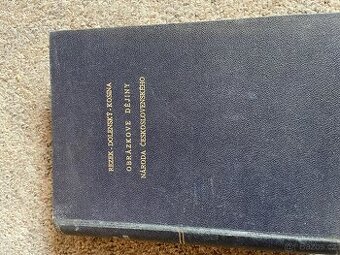 REZEK - DOLENSKÝ - KOSINA
OBRÁZKOVÉ DĚJINY
NÁRODA ČESKOSLOVENSKÉHO